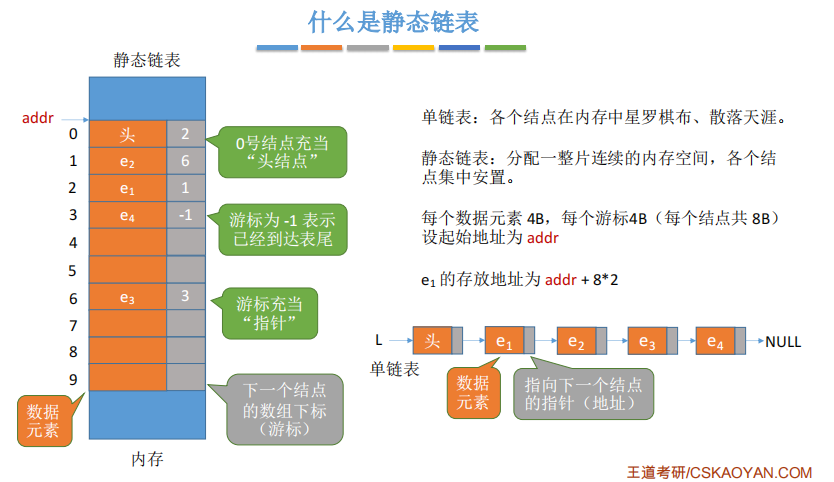 什么是静态链表
静态链表
addr
0 头 2
1 e₂ 6
2 e₁ 1
3 e₄ -1
4
5
6 e₃ 3
7
8
9
0号结点充当
“头结点”
游标为 -1 表示
已经到达表尾
游标充当
“指针”
下一个结点
的数组下标
（游标）
数据
元素
内存
单链表：各个结点在内存中星罗棋布、散落天涯。
静态链表：分配一整片连续的内存空间，各个结
点集中安置。
每个数据元素 4B，每个游标4B（每个结点共 8B）
设起始地址为 addr
e₁ 的存放地址为 addr + 8*2
L 头 e₁ e₂ e₃ e₄ NULL
单链表
数据
元素
指向下一个结点
的指针（地址）
王道考研/CSKAOYAN.COM